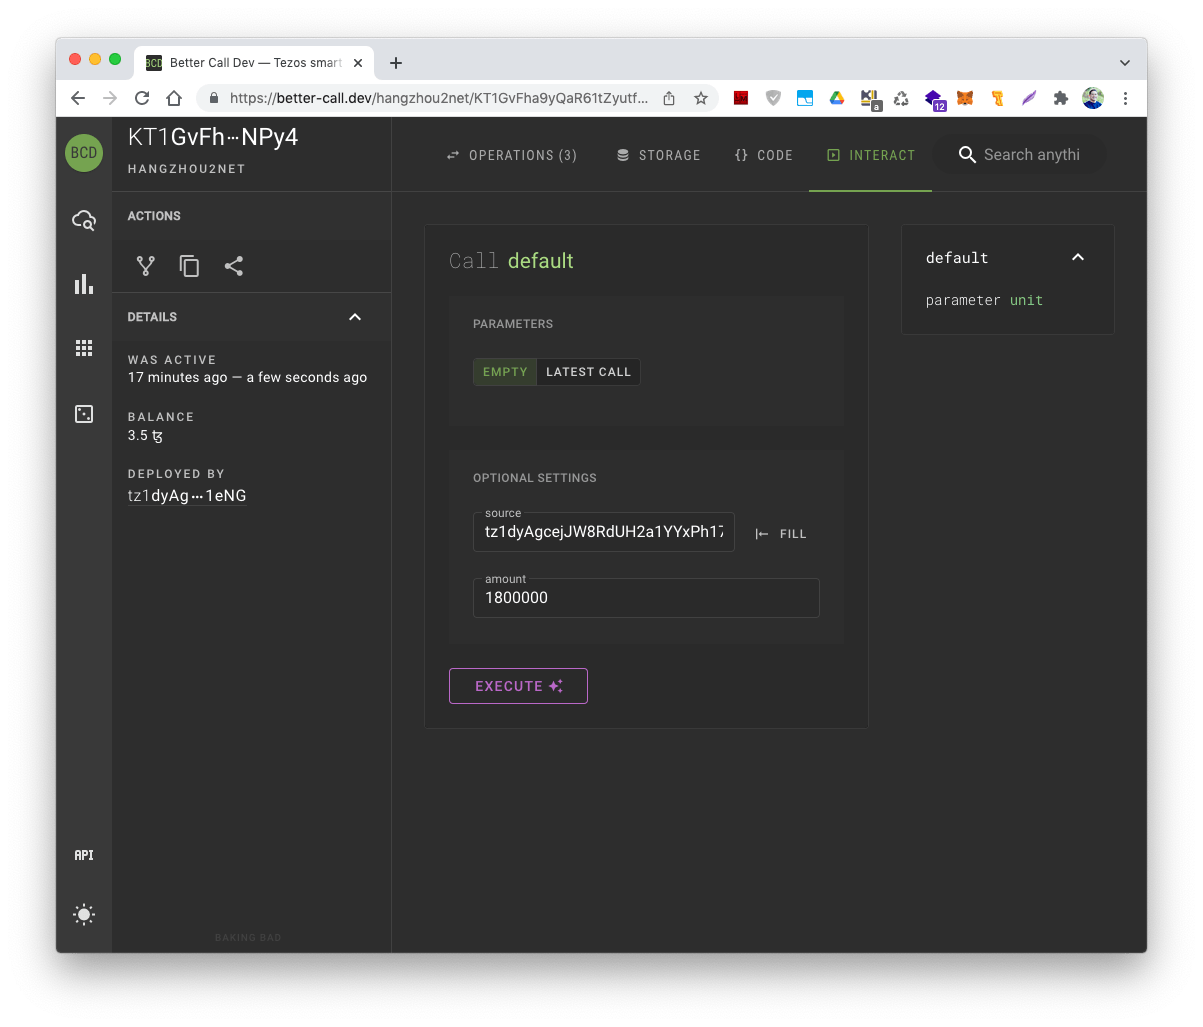 BCD Better Call Dev — Tezos smart
https://better-call.dev/hangzhou2net/KT1GvFha9yQaR61tZyutf...
a
12
BCD
KT1GvFh···NPy4
HANGZHOU2NET
OPERATIONS (3)
STORAGE
{} CODE
INTERACT
Search anythi
ACTIONS
DETAILS
WAS ACTIVE
17 minutes ago — a few seconds ago
BALANCE
3.5 ꜩ
DEPLOYED BY
tz1dyAg···1eNG
Call default
PARAMETERS
EMPTY LATEST CALL
OPTIONAL SETTINGS
source
tz1dyAgcejJW8RdUH2a1YYxPh17
FILL
amount
1800000
EXECUTE
default
parameter unit
API
BAKING BAD